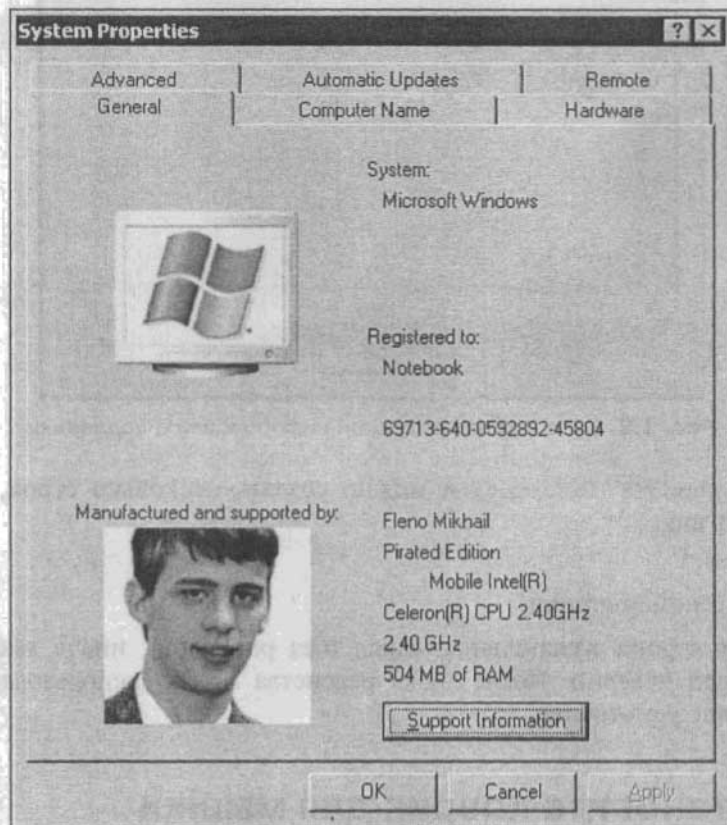 System Properties
? X
Advanced
Automatic Updates
Remote
General
Computer Name
Hardware
System:
Microsoft Windows
Registered to:
Notebook
69713-640-0592892-45804
Manufactured and supported by:
Fleno Mikhail
Pirated Edition
Mobile Intel(R)
Celeron(R) CPU 2.40GHz
2.40 GHz
504 MB of RAM
Support Information
OK
Cancel
Apply